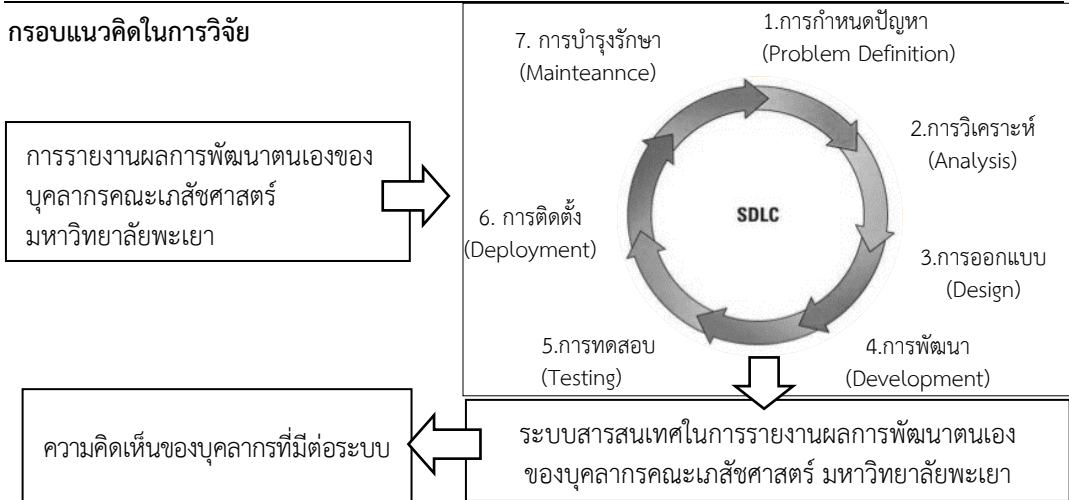 กรอบแนวคิดในการวิจัย
การรายงานผลการพัฒนาตนเองของ
บุคลากรคณะเภสัชศาสตร์
มหาวิทยาลัยพะเยา
1.การกำหนดปัญหา
(Problem Definition)
2.การวิเคราะห์
(Analysis)
3.การออกแบบ
(Design)
4.การพัฒนา
(Development)
5.การทดสอบ
(Testing)
6. การติดตั้ง
(Deployment)
7. การบำรุงรักษา
(Mainteannce)
SDLC
ระบบสารสนเทศในการรายงานผลการพัฒนาตนเอง
ของบุคลากรคณะเภสัชศาสตร์ มหาวิทยาลัยพะเยา
ความคิดเห็นของบุคลากรที่มีต่อระบบ